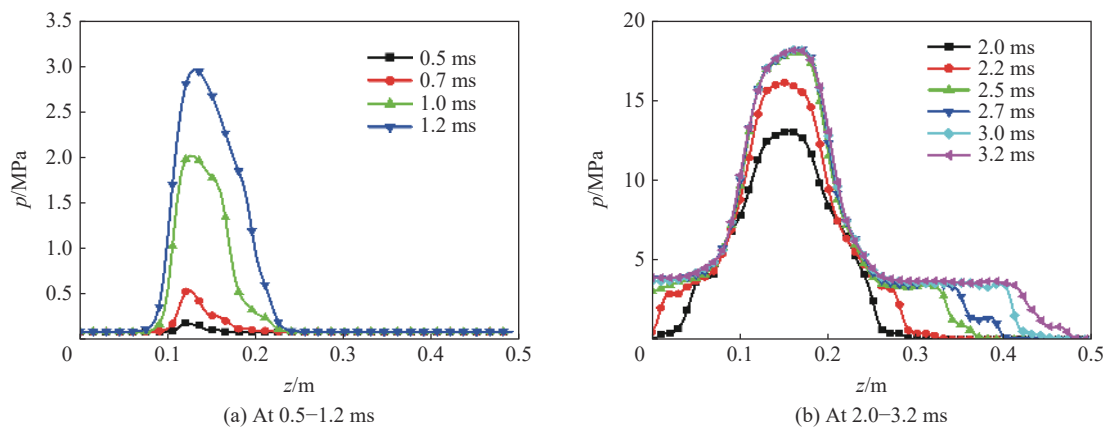 3.5
3.0
2.5
2.0
1.5
1.0
0.5
0
0.1
0.2
0.3
0.4
0.5
p/MPa
z/m
0.5 ms
0.7 ms
1.0 ms
1.2 ms
(a) At 0.5−1.2 ms
20
15
10
5
0
0.1
0.2
0.3
0.4
0.5
p/MPa
z/m
2.0 ms
2.2 ms
2.5 ms
2.7 ms
3.0 ms
3.2 ms
(b) At 2.0−3.2 ms